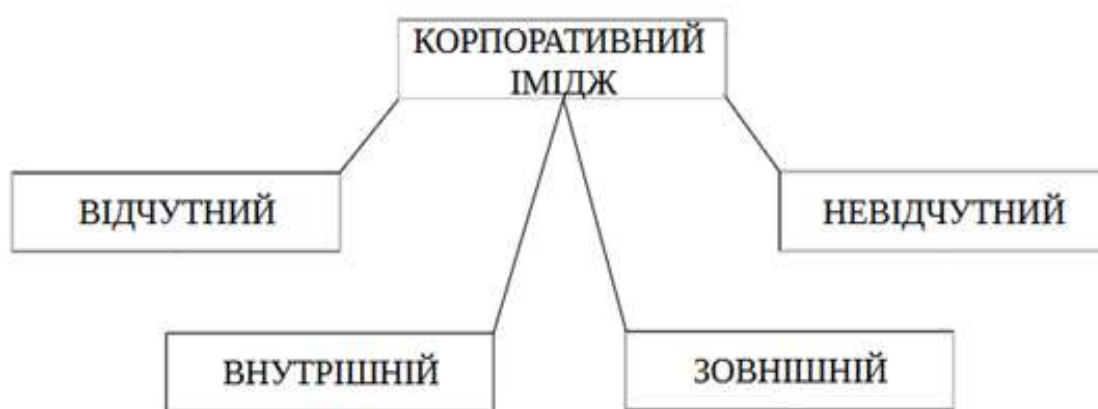 КОРПОРАТИВНИЙ
ІМІДЖ
ВІДЧУТНИЙ
НЕВІДЧУТНИЙ
ВНУТРІШНІЙ
ЗОВНІШНІЙ